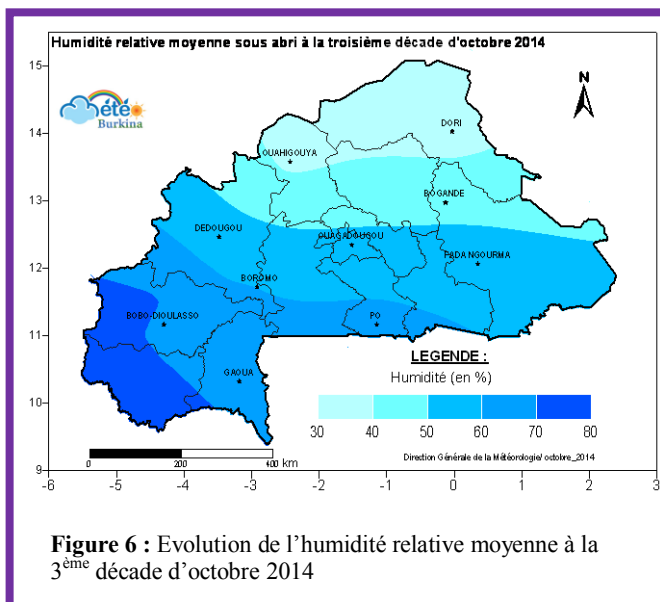 Humidité relative moyenne sous abri à la troisième décade d'octobre 2014
été
Burkina
N
DORI
OUAHIGOUYA
BOGANDE
DEDOUGOU
OUAGADOUGOU
FADANGOURMA
BOROMO
BOBO-DIOULASSO
PO
GAOUA
LEGENDE :
Humidité (en %)
30 40 50 60 70 80
0 200 400 km
Direction Générale de la Météorologie/ octobre_2014
15
14
13
12
11
10
9
-6 -5 -4 -3 -2 -1 0 1 2 3
Figure 6 : Evolution de l'humidité relative moyenne à la
3ème décade d'octobre 2014